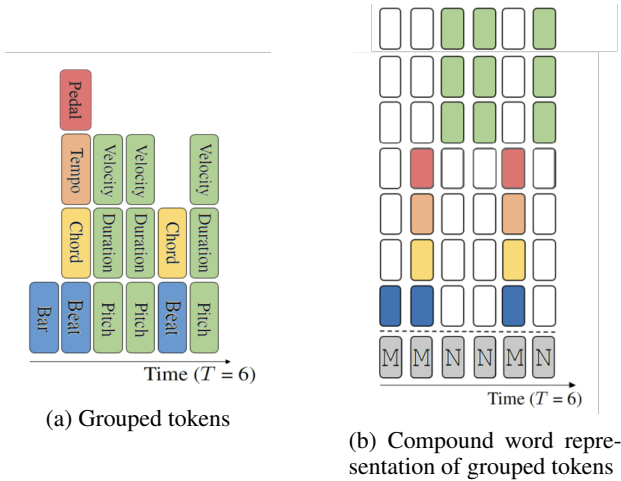 Pedal
Tempo Velocity Velocity Velocity
Chord Duration Duration Chord Duration
Bar Beat Pitch Pitch Beat Pitch
Time (T = 6)
(a) Grouped tokens
M M N N M N
Time (T = 6)
(b) Compound word repre-
sentation of grouped tokens